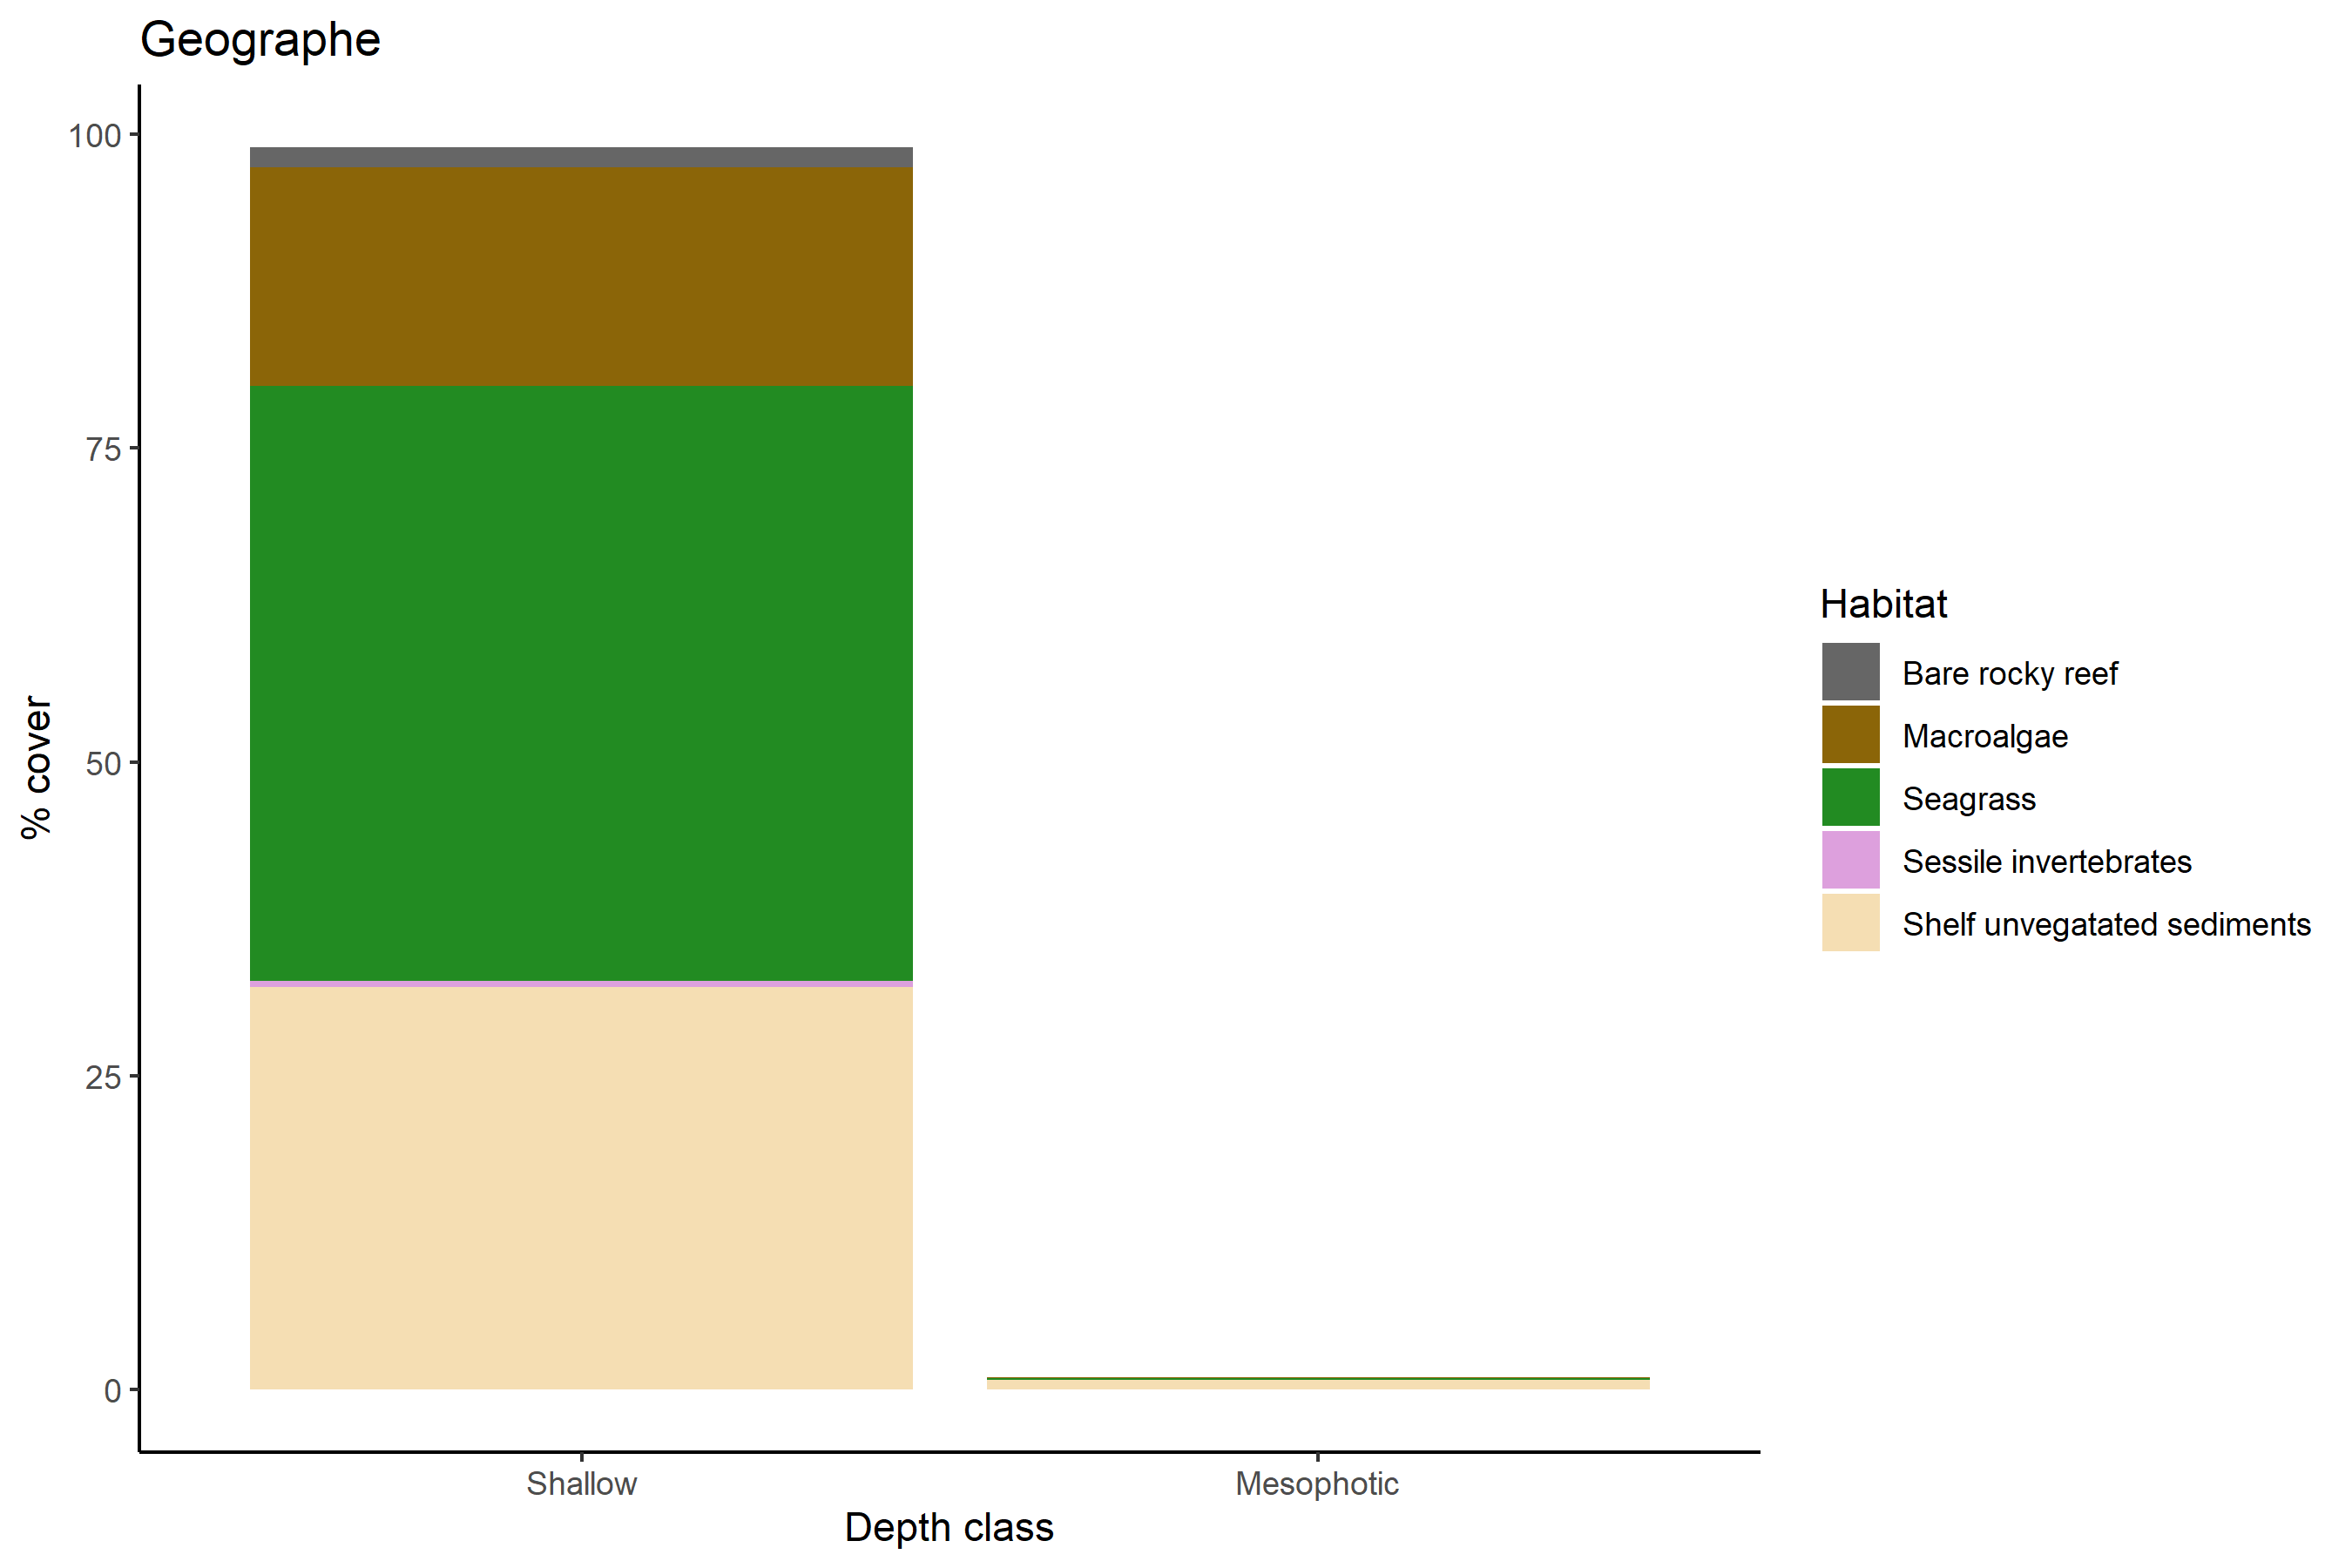 Geographe
100
75
50
25
0
% cover
Shallow
Mesophotic
Depth class
Habitat
Bare rocky reef
Macroalgae
Seagrass
Sessile invertebrates
Shelf unvegatated sediments